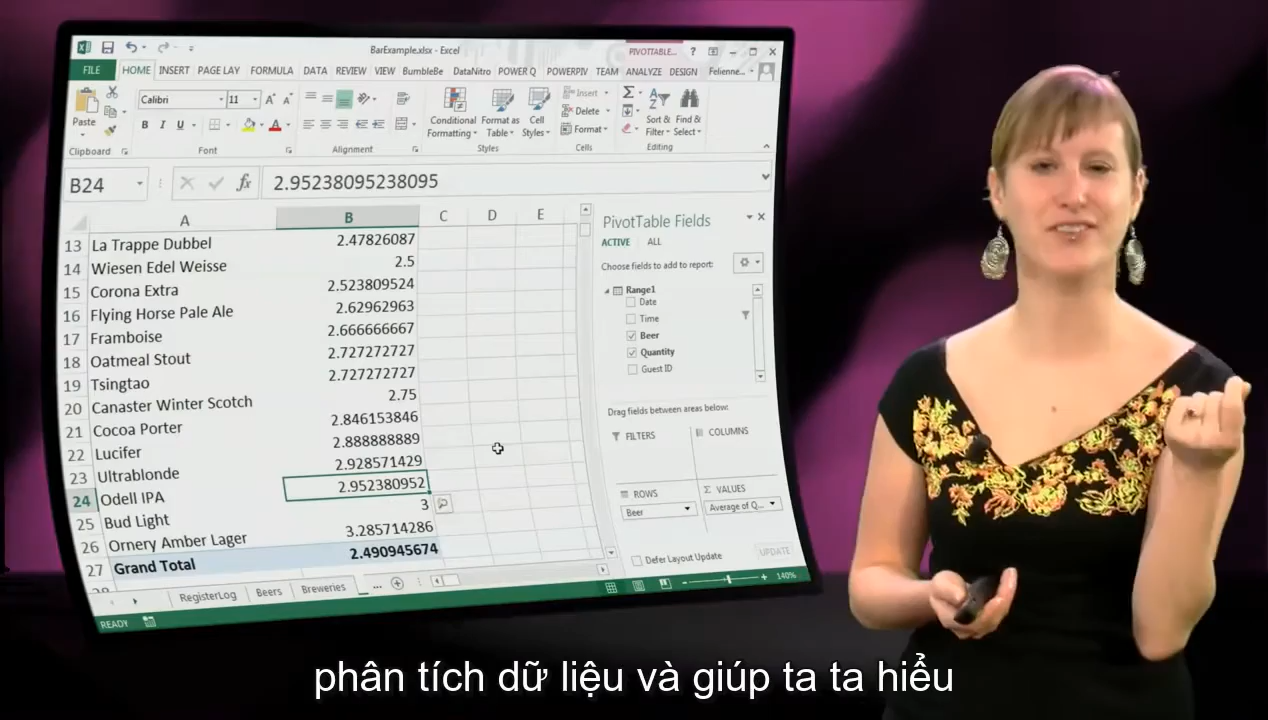 BarExample.xlsx - Excel
PIVOTTABLE...
FILE HOME INSERT PAGE LAY FORMULA DATA REVIEW VIEW BumbleBe DataNitro POWER Q POWERPIV TEAM ANALYZE DESIGN Felienne...
Paste
Calibri 11
B I U
Conditional Formatting
Format as Table
Cell Styles
Insert
Delete
Format
Sort & Filter
Find & Select
Clipboard Font Alignment Styles Cells Editing
B24 fx 2.95238095238095
A B C D E
13 La Trappe Dubbel 2.47826087
14 Wiesen Edel Weisse 2.5
15 Corona Extra 2.523809524
16 Flying Horse Pale Ale 2.62962963
17 Framboise 2.666666667
18 Oatmeal Stout 2.727272727
19 Tsingtao 2.727272727
20 Canaster Winter Scotch 2.75
21 Cocoa Porter 2.846153846
22 Lucifer 2.888888889
23 Ultrablonde 2.928571429
24 Odell IPA 2.952380952
25 Bud Light 3
26 Ornery Amber Lager 3.285714286
27 Grand Total 2.490945674
PivotTable Fields
ACTIVE ALL
Choose fields to add to report:
Range1
Date
Time
Beer
Quantity
Guest ID
Drag fields between areas below:
FILTERS COLUMNS
ROWS Σ VALUES
Beer Average of Q...
Defer Layout Update UPDATE
RegisterLog Beers Breweries ...
READY 140%
phân tích dữ liệu và giúp ta ta hiểu